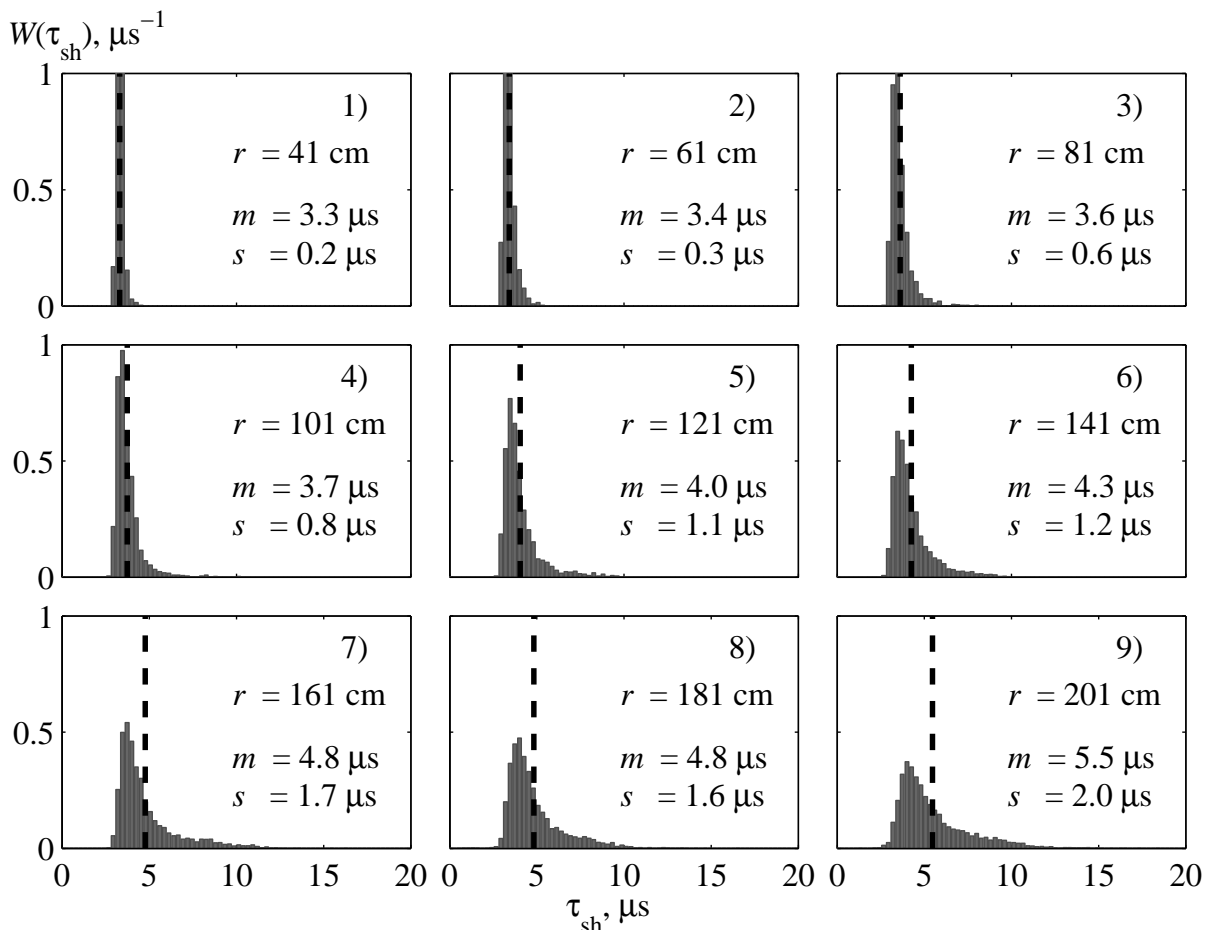 W(τsh), μs−1
1
0.5
0
1)
r = 41 cm
m = 3.3 μs
s = 0.2 μs
2)
r = 61 cm
m = 3.4 μs
s = 0.3 μs
3)
r = 81 cm
m = 3.6 μs
s = 0.6 μs
1
0.5
0
4)
r = 101 cm
m = 3.7 μs
s = 0.8 μs
5)
r = 121 cm
m = 4.0 μs
s = 1.1 μs
6)
r = 141 cm
m = 4.3 μs
s = 1.2 μs
1
0.5
0
7)
r = 161 cm
m = 4.8 μs
s = 1.7 μs
8)
r = 181 cm
m = 4.8 μs
s = 1.6 μs
9)
r = 201 cm
m = 5.5 μs
s = 2.0 μs
0 5 10 15 20
0 5 10 15 20
0 5 10 15 20
τsh, μs